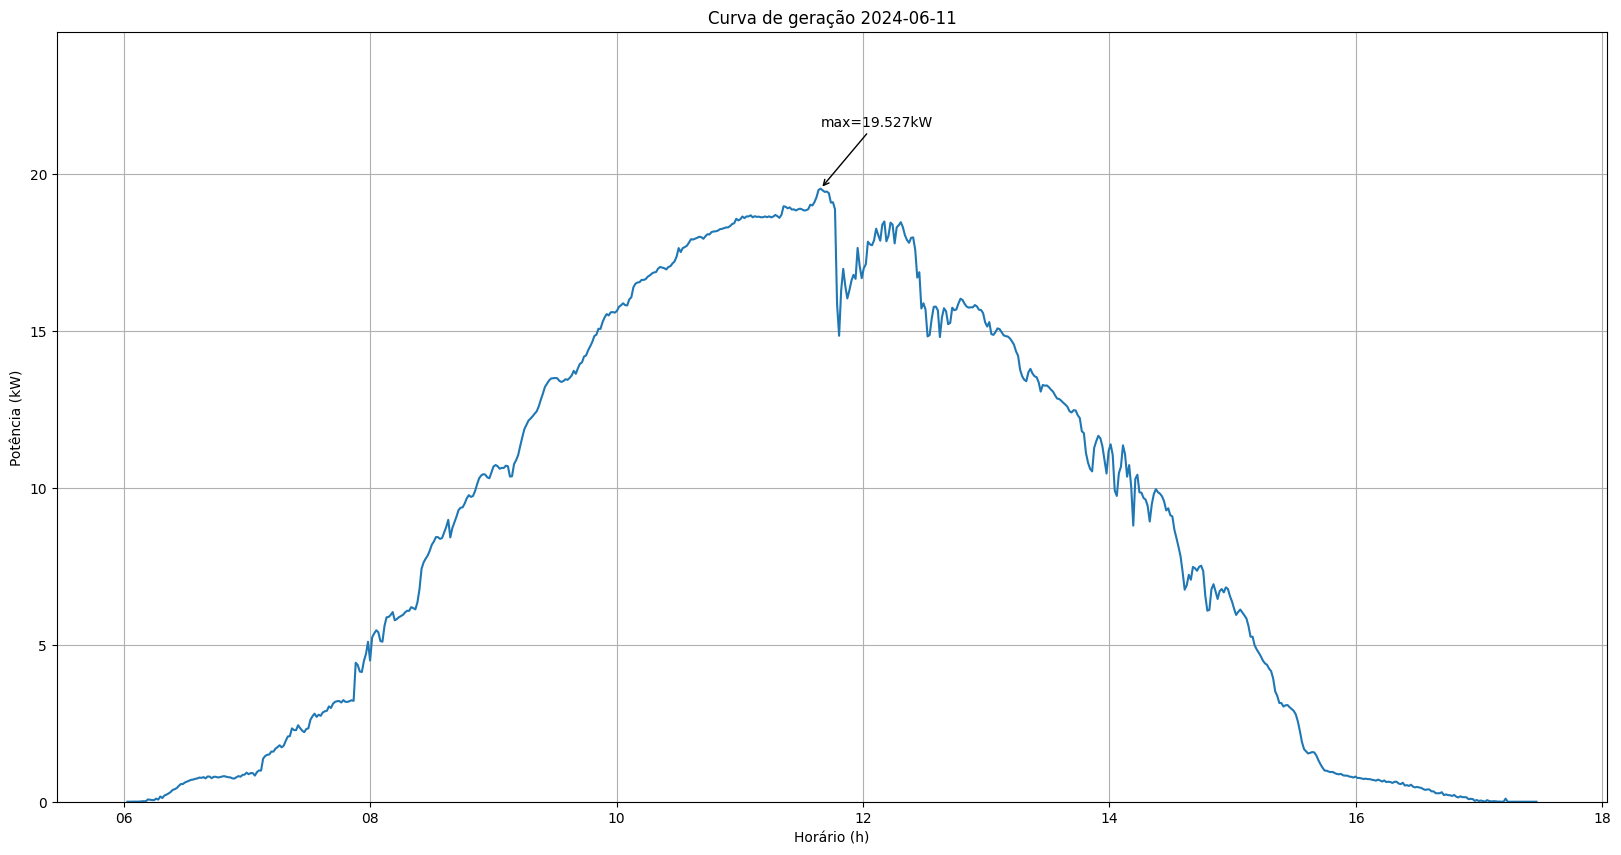 Curva de geração 2024-06-11
max=19.527kW
20
15
10
5
0
Potência (kW)
06 08 10 12 14 16 18
Horário (h)